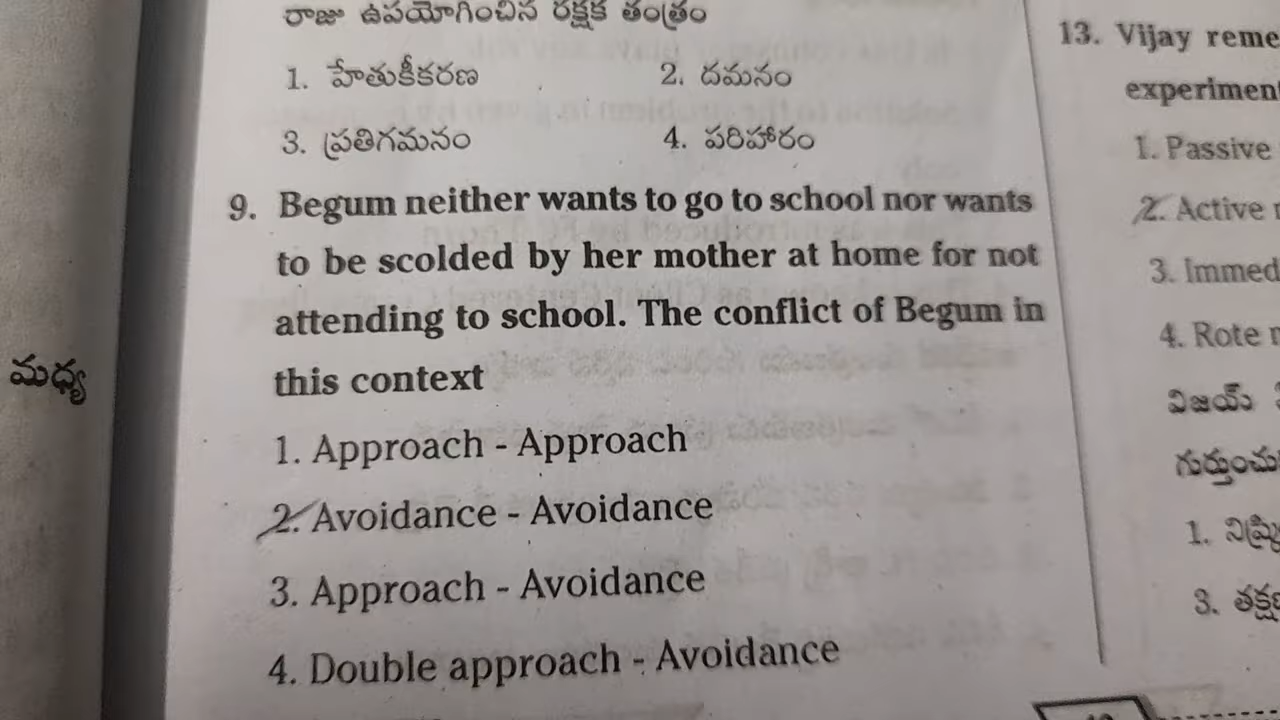 రాజు ఉపయోగించిన రక్షక తంత్రం
1. హేతుకీకరణ 2. దమనం
3. ప్రతిగమనం 4. పరిహారం
9. Begum neither wants to go to school nor wants
to be scolded by her mother at home for not
attending to school. The conflict of Begum in
this context
1. Approach - Approach
2. Avoidance - Avoidance
3. Approach - Avoidance
4. Double approach - Avoidance
మధ్య
13. Vijay reme
experimen
1. Passive
2. Active
3. Immed
4. Rote
విజయ్
గుర్తుంచు
1.
3.